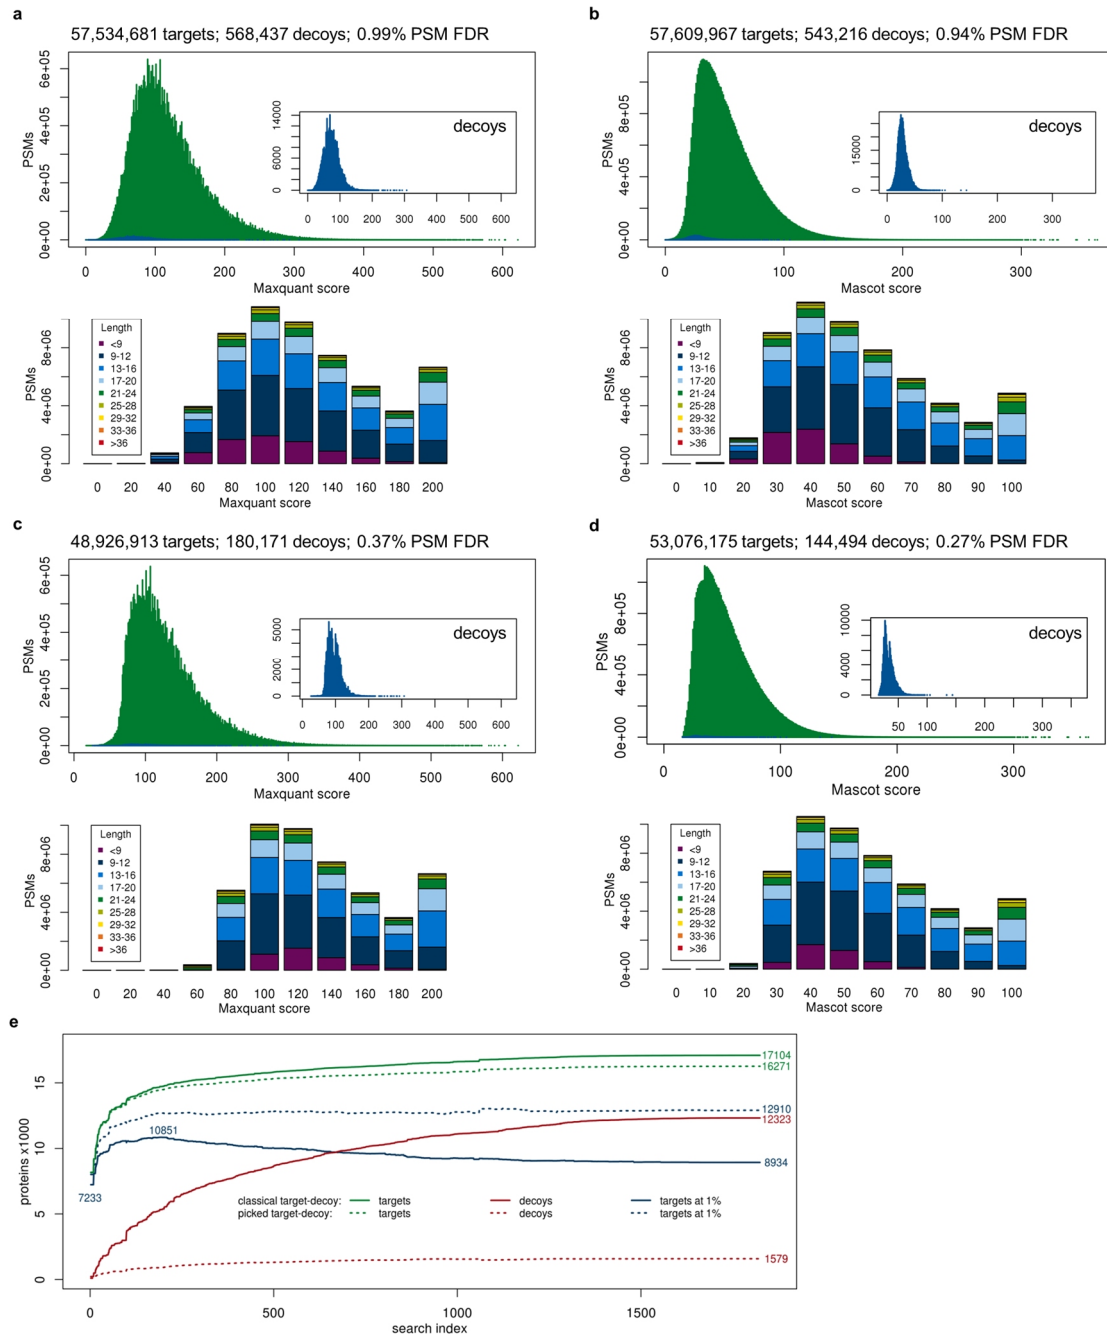 a
57,534,681 targets; 568,437 decoys; 0.99% PSM FDR
PSMs
0e+00 2e+05 4e+05 6e+05
decoys
0 6000 14000
0 100 200 300 400 500 600
0 100 200 300 400 500 600
Maxquant score
PSMs
0e+00 4e+06 8e+06
Length
<9
9-12
13-16
17-20
21-24
25-28
29-32
33-36
>36
0 20 40 60 80 100 120 140 160 180 200
Maxquant score
b
57,609,967 targets; 543,216 decoys; 0.94% PSM FDR
PSMs
0e+00 4e+05 8e+05
decoys
0 15000
0 100 200 300
0 100 200 300
Mascot score
PSMs
0e+00 4e+06 8e+06
Length
<9
9-12
13-16
17-20
21-24
25-28
29-32
33-36
>36
0 10 20 30 40 50 60 70 80 90 100
Mascot score
c
48,926,913 targets; 180,171 decoys; 0.37% PSM FDR
PSMs
0e+00 2e+05 4e+05 6e+05
decoys
0 2000 5000
0 100 200 300 400 500 600
0 100 200 300 400 500 600
Maxquant score
PSMs
0e+00 4e+06 8e+06
Length
<9
9-12
13-16
17-20
21-24
25-28
29-32
33-36
>36
0 20 40 60 80 100 120 140 160 180 200
Maxquant score
d
53,076,175 targets; 144,494 decoys; 0.27% PSM FDR
PSMs
0e+00 4e+05 8e+05
decoys
0 4000 10000
50 100 200 300
0 100 200 300
Mascot score
PSMs
0e+00 4e+06 8e+06
Length
<9
9-12
13-16
17-20
21-24
25-28
29-32
33-36
>36
0 10 20 30 40 50 60 70 80 90 100
Mascot score
e
proteins x1000
0 5 10 15
17104
16271
12910
12323
10851
8934
7233
classical target-decoy: targets decoys targets at 1%
picked target-decoy: targets decoys targets at 1%
1579
0 500 1000 1500
search index